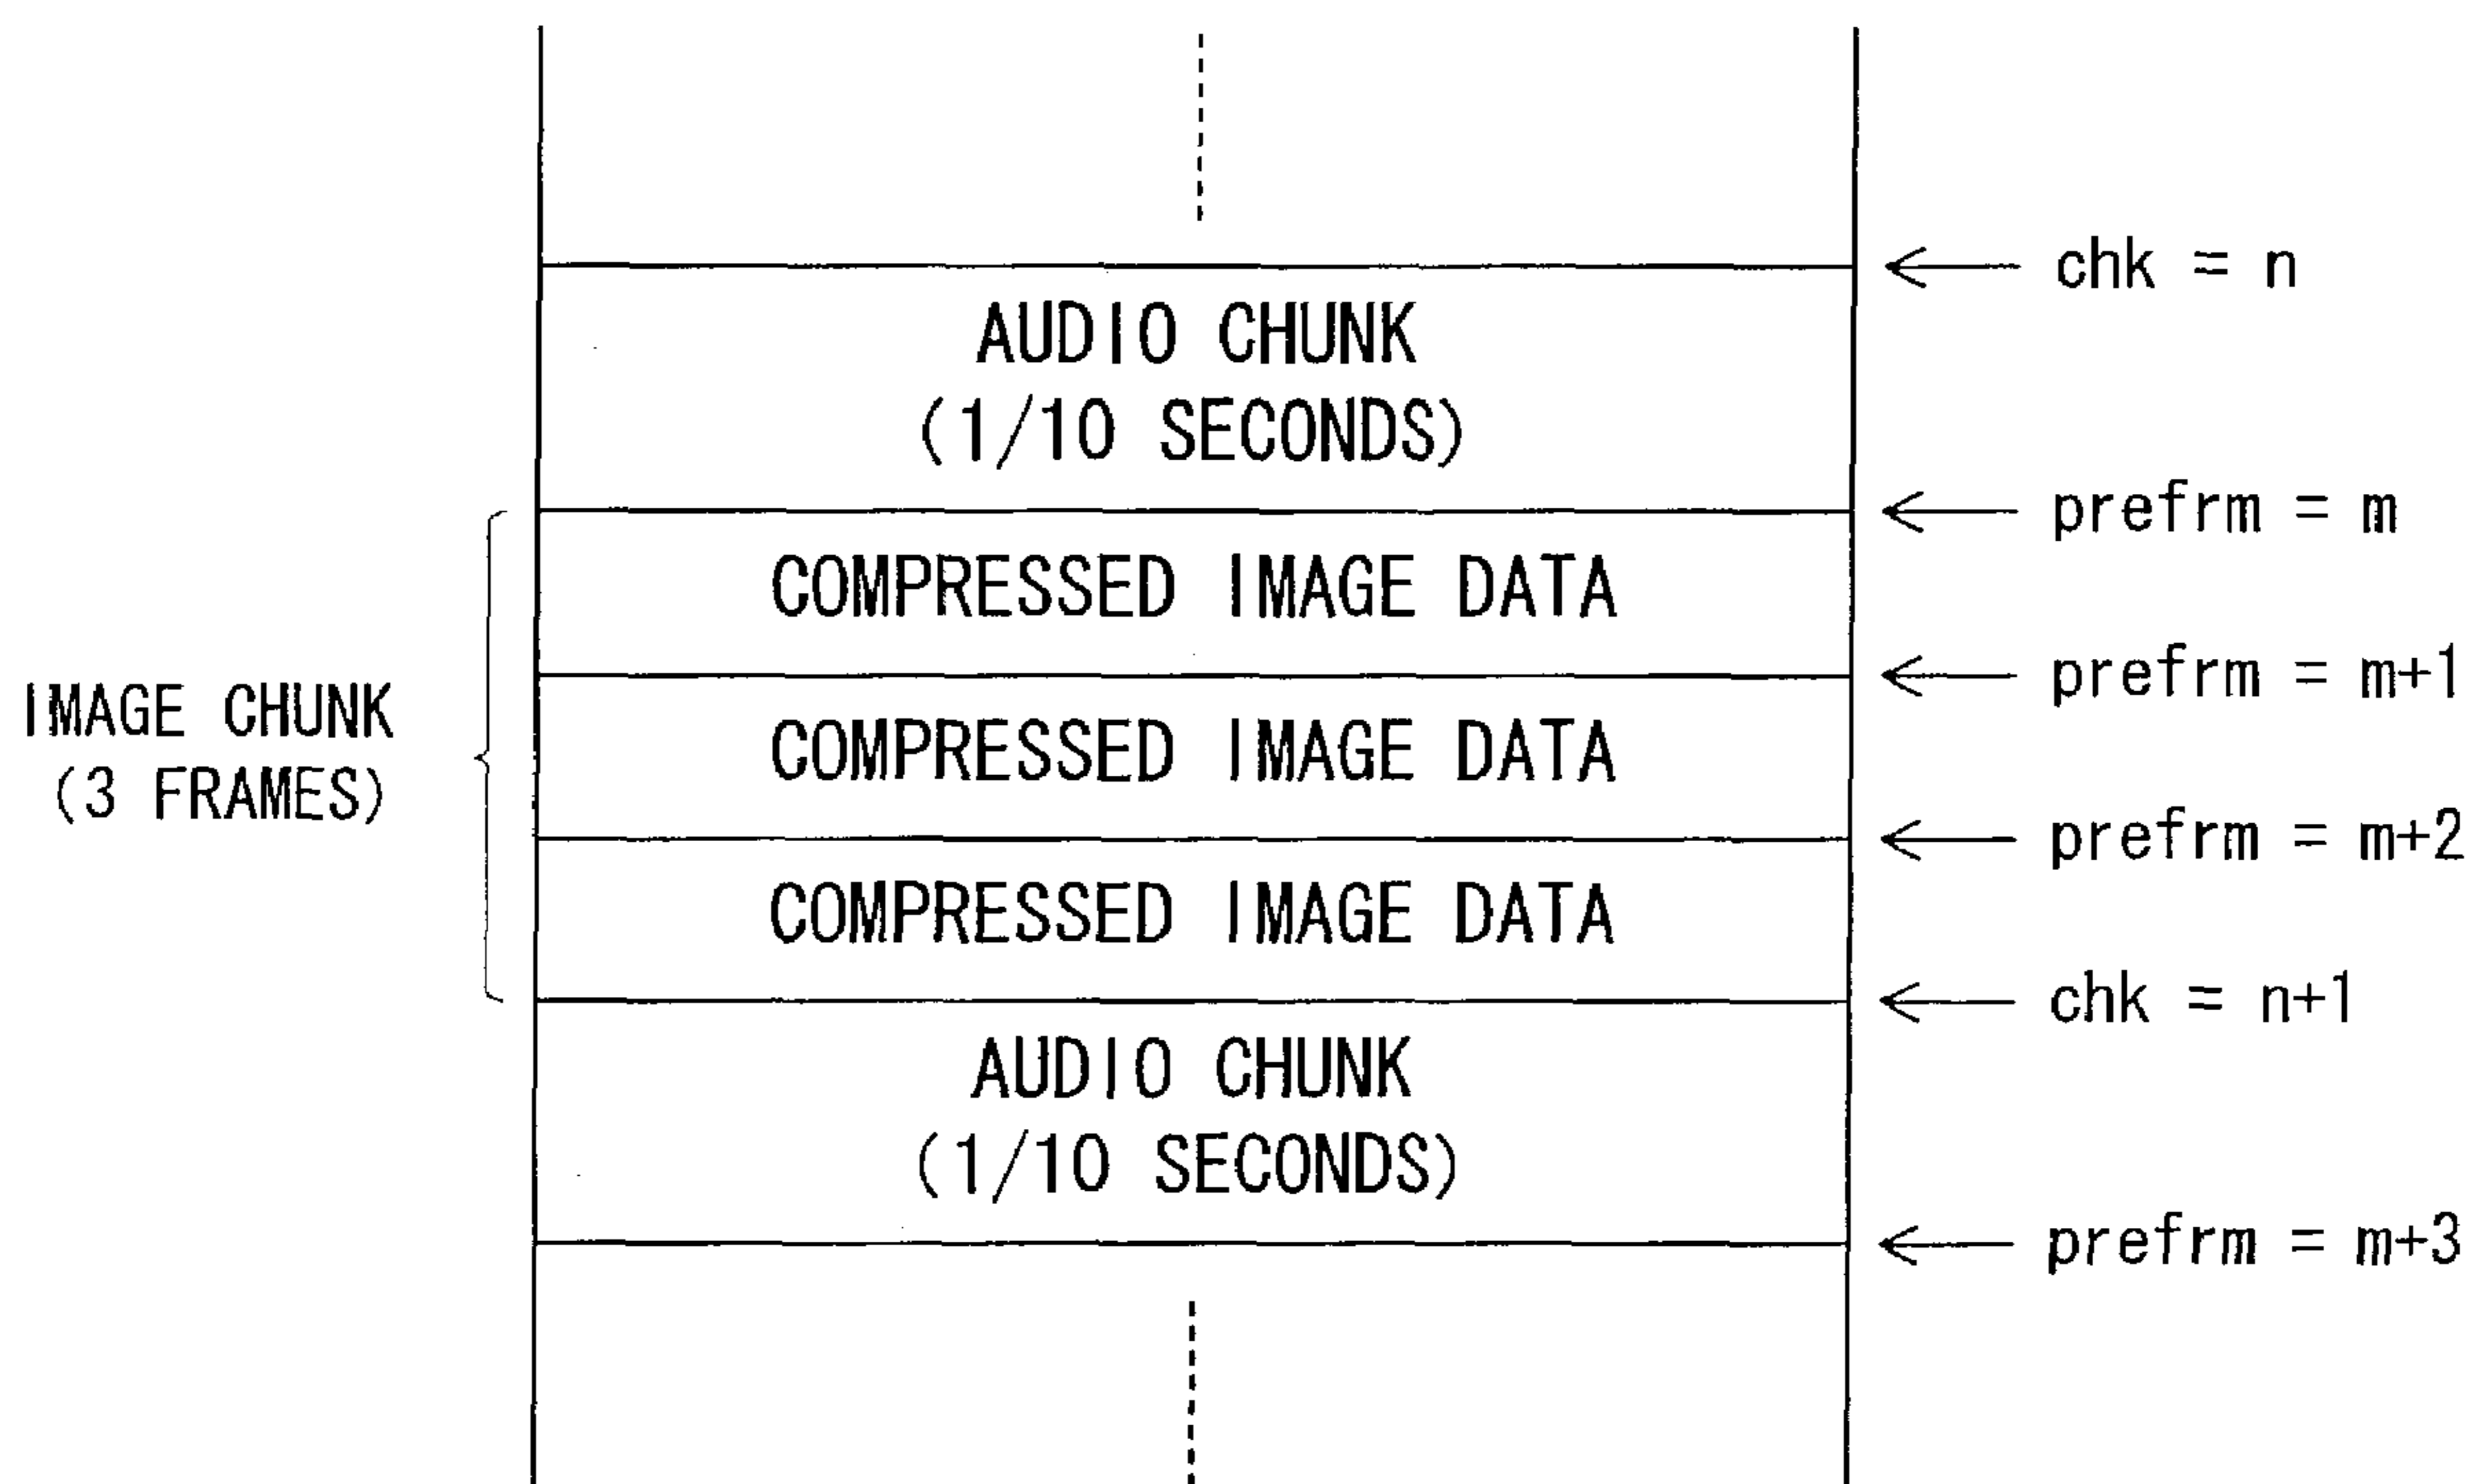 chk = n
AUDIO CHUNK
(1/10 SECONDS)
prefrm = m
COMPRESSED IMAGE DATA
prefrm = m+1
IMAGE CHUNK
(3 FRAMES)
COMPRESSED IMAGE DATA
prefrm = m+2
COMPRESSED IMAGE DATA
chk = n+1
AUDIO CHUNK
(1/10 SECONDS)
prefrm = m+3